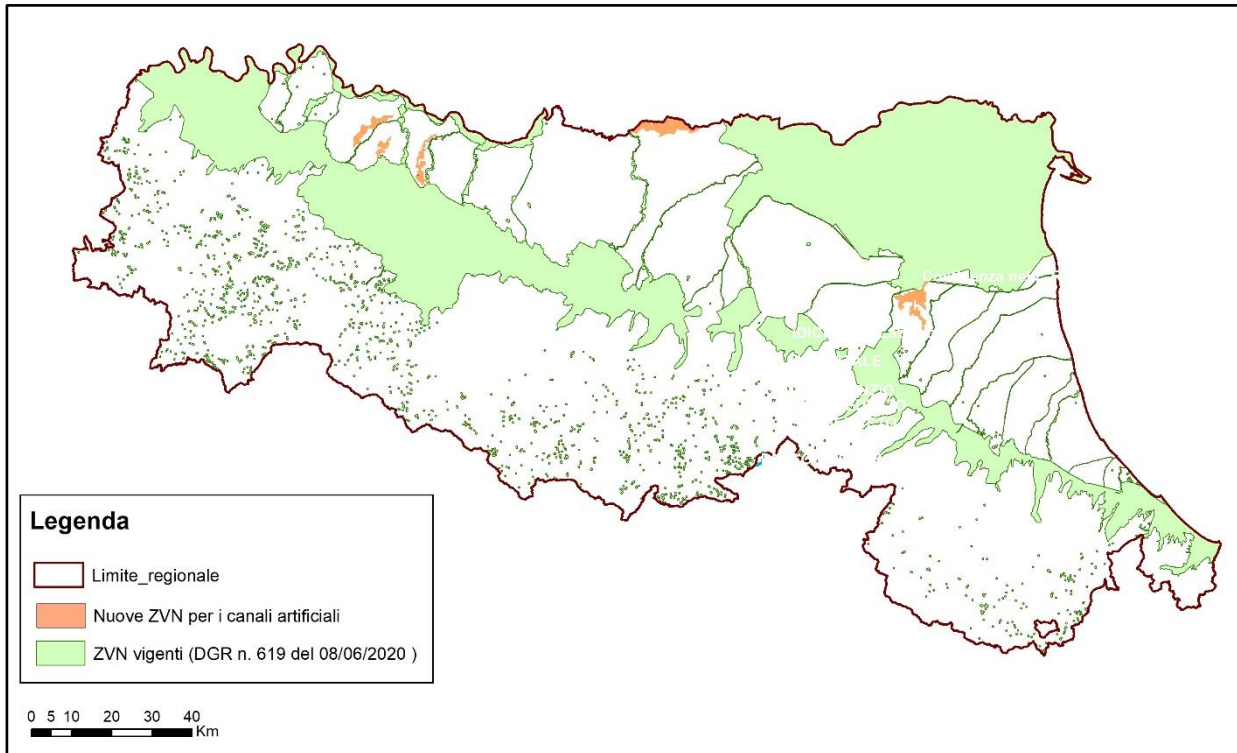 Legenda
Limite_regionale
Nuove ZVN per i canali artificiali
ZVN vigenti (DGR n. 619 del 08/06/2020 )
0 5 10 20 30 40
Km